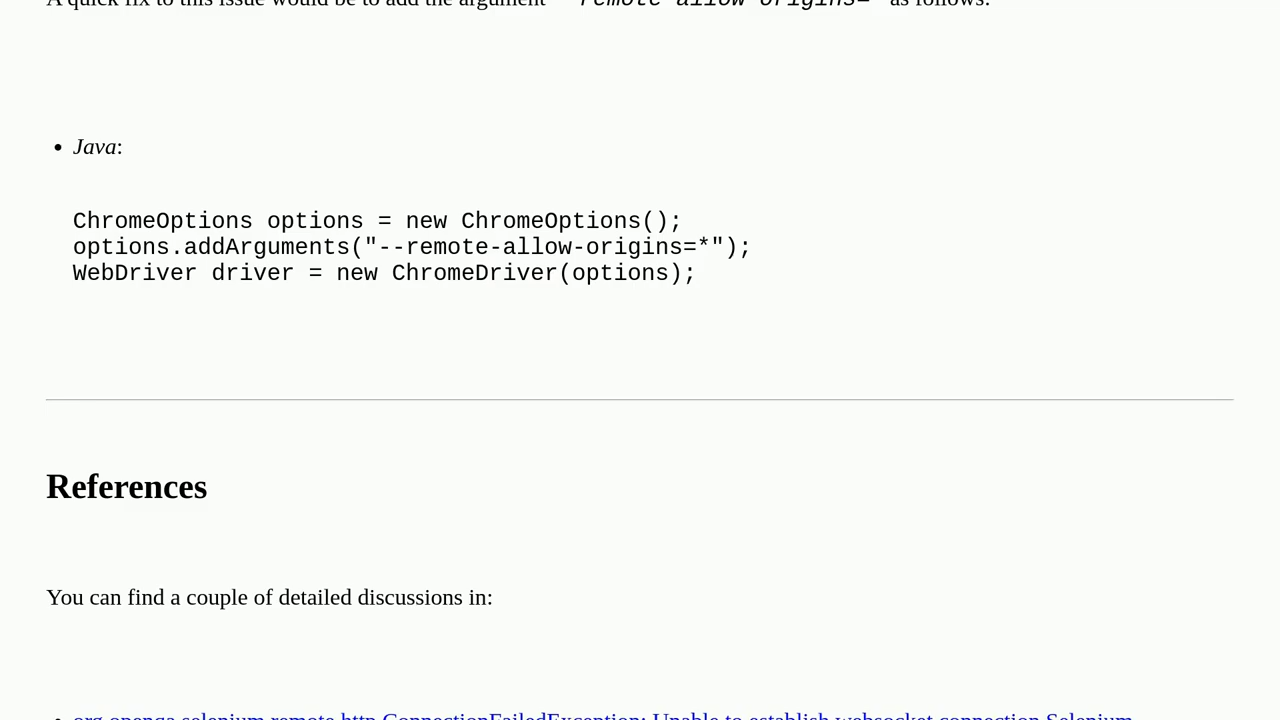 A quick fix to this issue would be to add the argument --remote-allow-origins=* as follows:
• Java:
ChromeOptions options = new ChromeOptions();
options.addArguments("--remote-allow-origins=*");
WebDriver driver = new ChromeDriver(options);
References
You can find a couple of detailed discussions in:
• org.openqa.selenium.remote.http.ConnectionFailedException: Unable to establish websocket connection Selenium